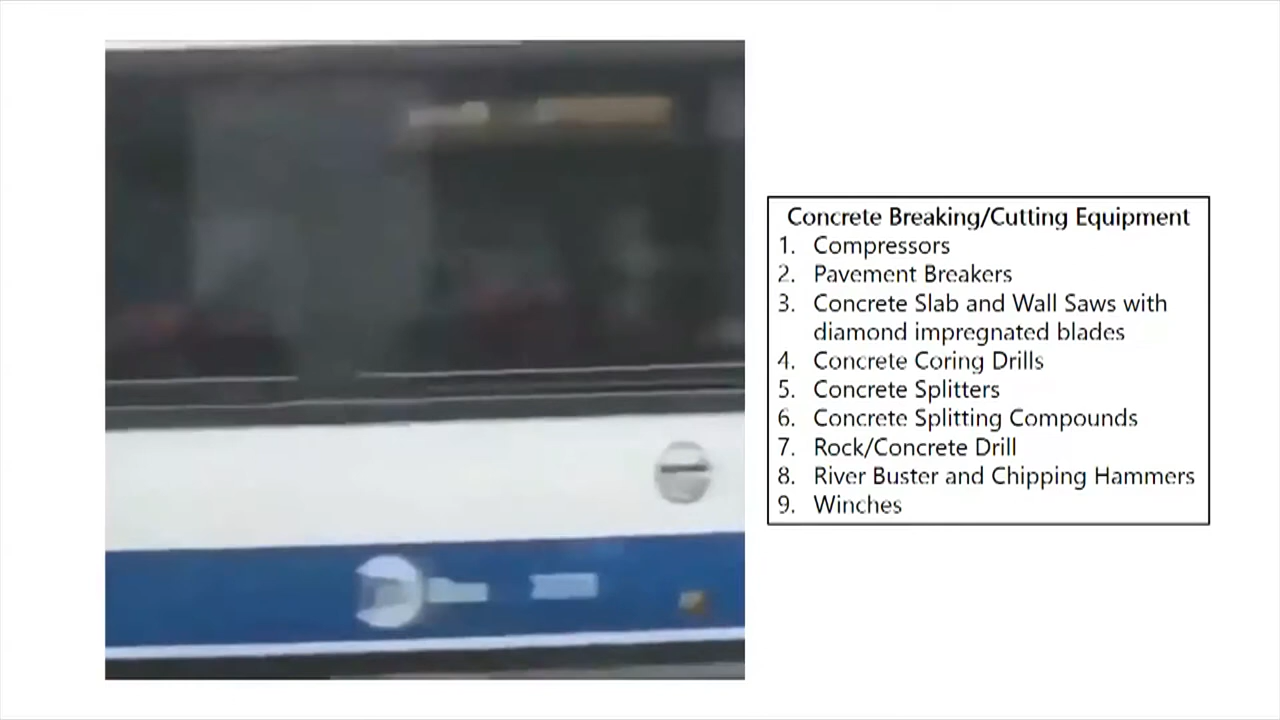 Concrete Breaking/Cutting Equipment
1. Compressors
2. Pavement Breakers
3. Concrete Slab and Wall Saws with
diamond impregnated blades
4. Concrete Coring Drills
5. Concrete Splitters
6. Concrete Splitting Compounds
7. Rock/Concrete Drill
8. River Buster and Chipping Hammers
9. Winches